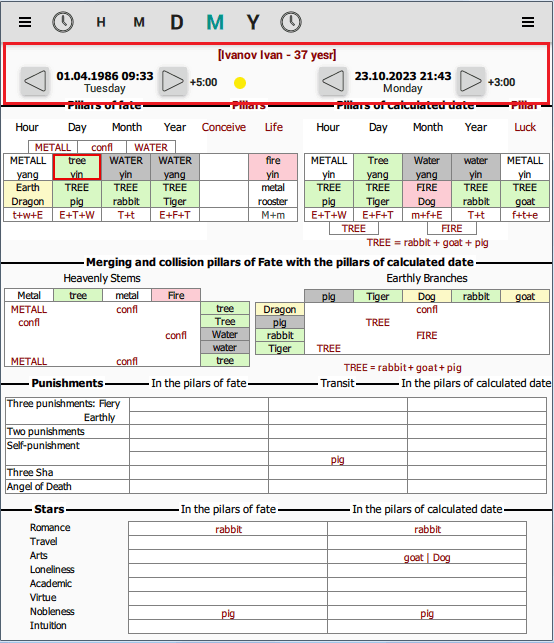 H M D M Y
[Ivanov Ivan - 37 yesr]
01.04.1986 09:33 +5:00 23.10.2023 21:43 +3:00
Tuesday Monday
Pillars of fate Pillars Pillars of calculated date Pillar
Hour Day Month Year Conceive Life Hour Day Month Year Luck
METALL confl WATER
METALL tree WATER WATER fire METALL Tree Water water METALL
yang yin yin yang yin yin yang yang yin yin
Earth TREE TREE TREE metal TREE TREE FIRE TREE TREE
Dragon pig rabbit Tiger rooster pig Tiger Dog rabbit goat
t+w+E E+T+W T+t E+F+T M+m E+T+W E+F+T m+f+E T+t f+t+e
TREE FIRE
TREE = rabbit + goat + pig
Merging and collision pillars of Fate with the pillars of calculated date
Heavenly Stems Earthly Branches
Metal tree metal Fire pig Tiger Dog rabbit goat
METALL confl tree Dragon confl
confl Tree pig TREE
confl Water rabbit FIRE
water Tiger TREE
METALL confl tree
TREE = rabbit + goat + pig
Punishments In the pilars of fate Transit In the pilars of calculated date
Three punishments: Fiery
Earthly
Two punishments
Self-punishment
pig
Three Sha
Angel of Death
Stars In the pilars of fate In the pilars of calculated date
Romance rabbit rabbit
Travel
Arts goat | Dog
Loneliness
Academic
Virtue
Nobleness pig pig
Intuition